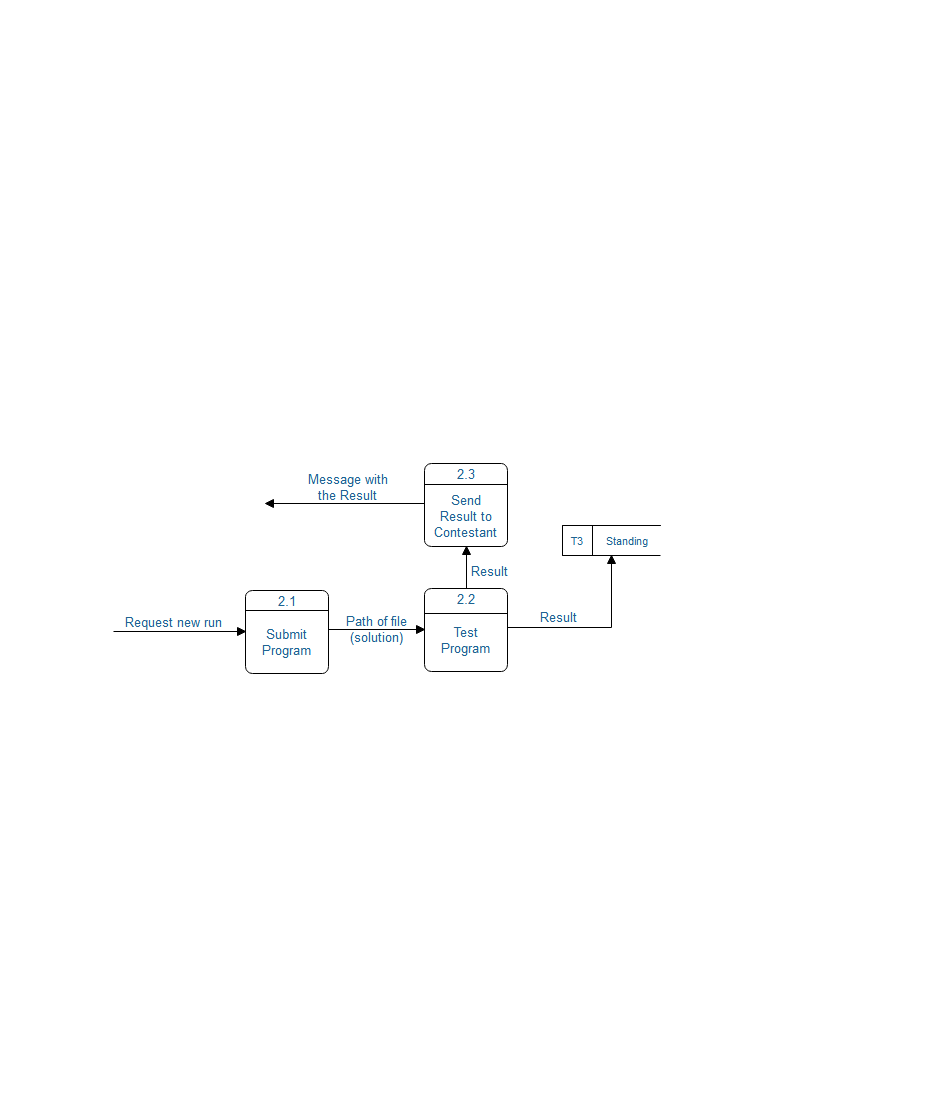 2.3
Message with
the Result
Send
Result to
Contestant
T3
Standing
Result
2.1
2.2
Request new run
Submit
Program
Path of file
(solution)
Test
Program
Result